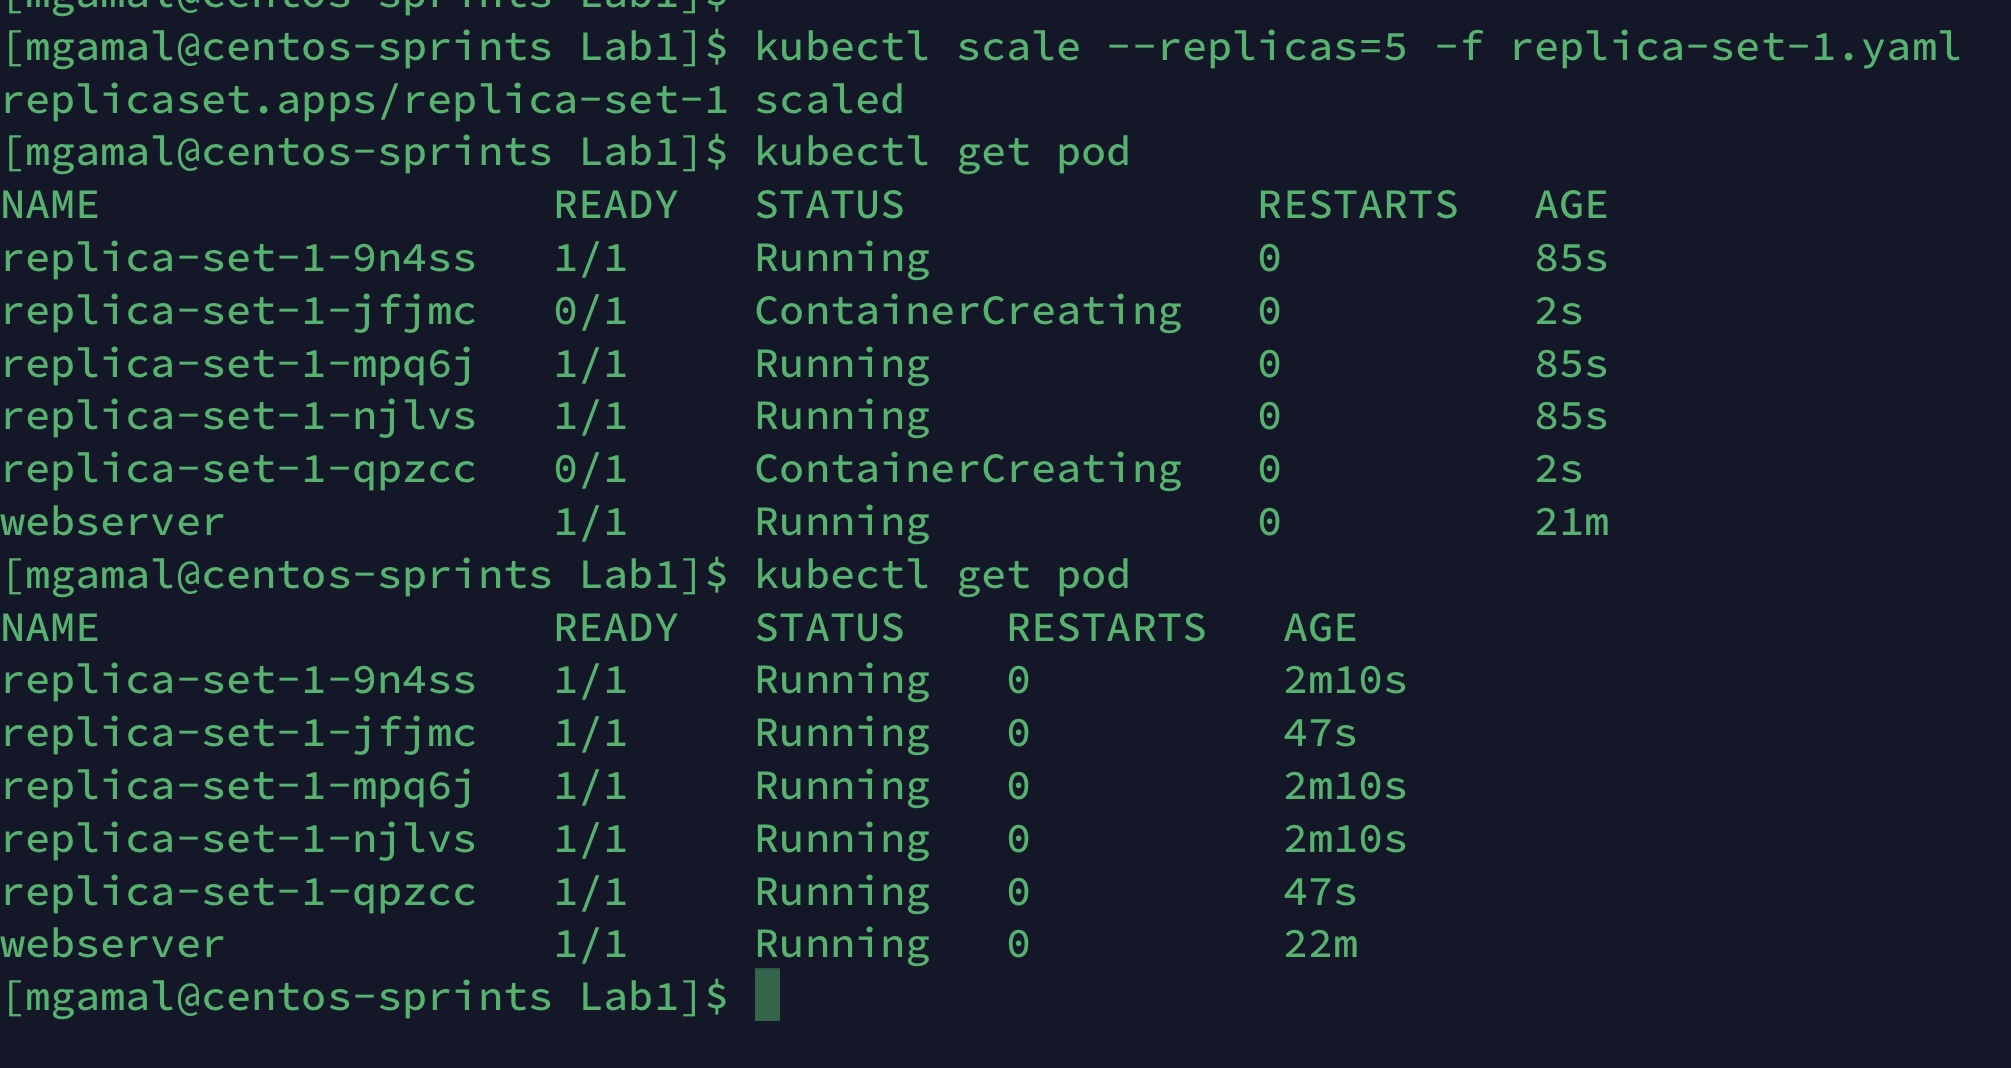 [mgamal@centos-sprints Lab1]$
[mgamal@centos-sprints Lab1]$ kubectl scale --replicas=5 -f replica-set-1.yaml
replicaset.apps/replica-set-1 scaled
[mgamal@centos-sprints Lab1]$ kubectl get pod
NAME                  READY   STATUS              RESTARTS   AGE
replica-set-1-9n4ss   1/1     Running             0          85s
replica-set-1-jfjmc   0/1     ContainerCreating   0          2s
replica-set-1-mpq6j   1/1     Running             0          85s
replica-set-1-njlvs   1/1     Running             0          85s
replica-set-1-qpzcc   0/1     ContainerCreating   0          2s
webserver             1/1     Running             0          21m
[mgamal@centos-sprints Lab1]$ kubectl get pod
NAME                  READY   STATUS    RESTARTS   AGE
replica-set-1-9n4ss   1/1     Running   0          2m10s
replica-set-1-jfjmc   1/1     Running   0          47s
replica-set-1-mpq6j   1/1     Running   0          2m10s
replica-set-1-njlvs   1/1     Running   0          2m10s
replica-set-1-qpzcc   1/1     Running   0          47s
webserver             1/1     Running   0          22m
[mgamal@centos-sprints Lab1]$